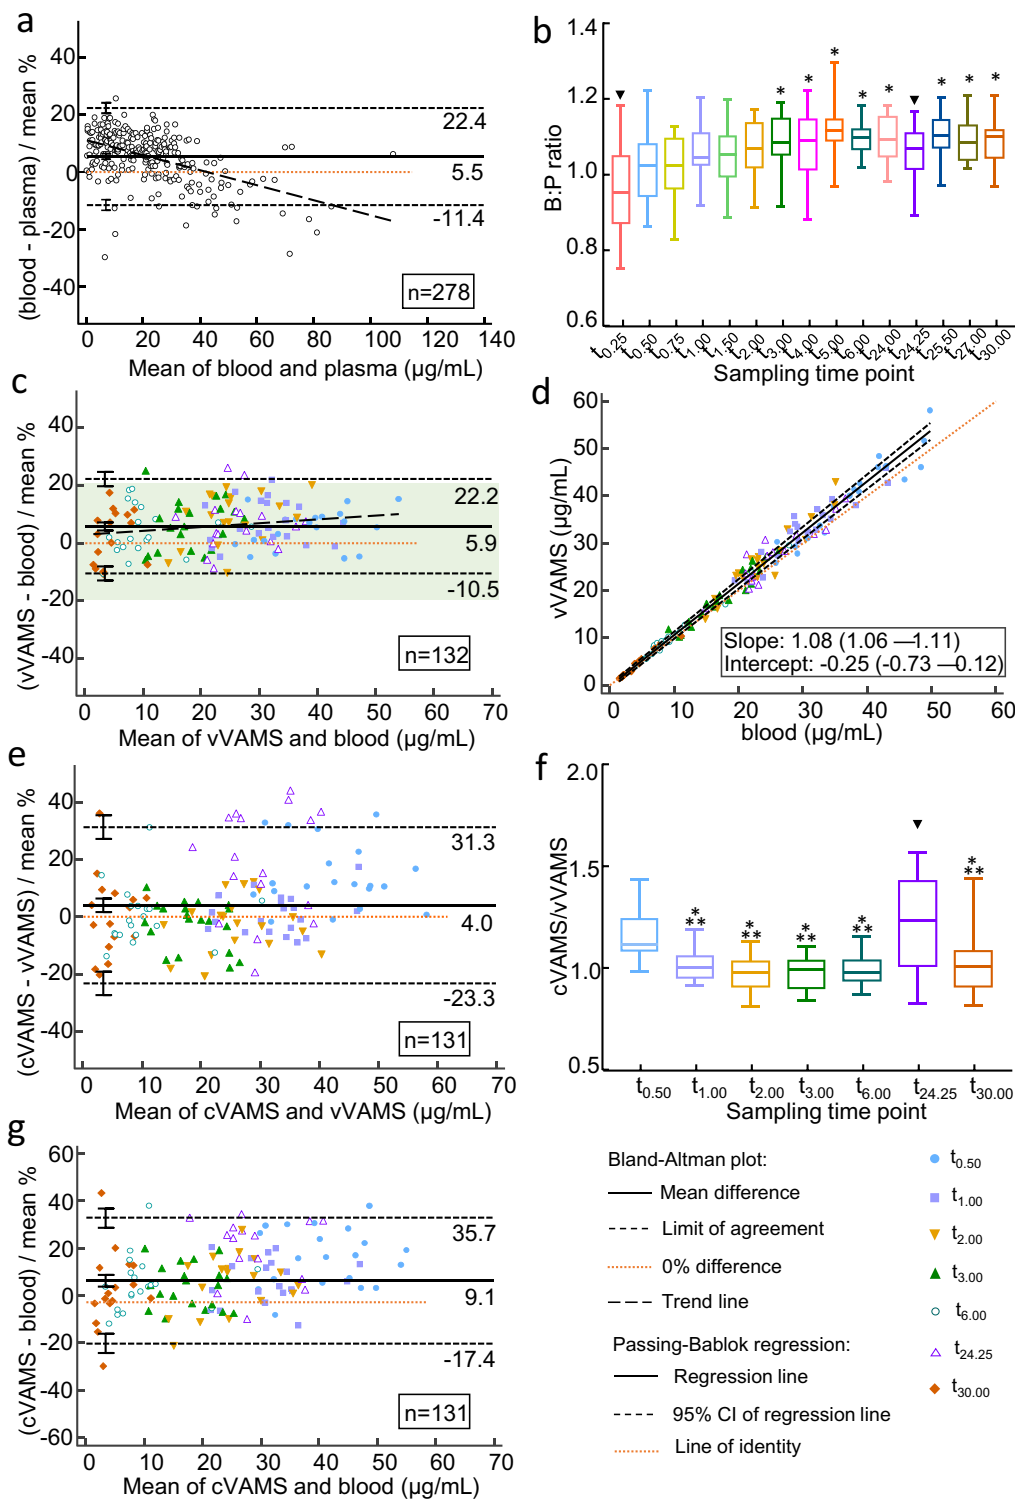 a
(blood - plasma) / mean %
40
20
0
-20
-40
22.4
5.5
-11.4
n=278
0 20 40 60 80 100 120 140
Mean of blood and plasma (µg/mL)
b
B:P ratio
1.4
1.2
1.0
0.8
0.6
▼ * * * * * ▼ * * *
t0.25 t0.50 t0.75 t1.00 t1.50 t2.00 t3.00 t4.00 t5.00 t6.00 t24.00 t24.25 t25.50 t27.00 t30.00
Sampling time point
c
(vVAMS - blood) / mean %
40
20
0
-20
-40
22.2
5.9
-10.5
n=132
0 10 20 30 40 50 60 70
Mean of vVAMS and blood (µg/mL)
d
vVAMS (µg/mL)
60
50
40
30
20
10
0
Slope: 1.08 (1.06 —1.11)
Intercept: -0.25 (-0.73 —0.12)
0 10 20 30 40 50 60
blood (µg/mL)
e
(cVAMS - vVAMS) / mean %
40
20
0
-20
-40
31.3
4.0
-23.3
n=131
0 10 20 30 40 50 60 70
Mean of cVAMS and vVAMS (µg/mL)
f
cVAMS/vVAMS
2.0
1.5
1.0
0.5
*
** *
** *
** *
** ▼ *
**
t0.50 t1.00 t2.00 t3.00 t6.00 t24.25 t30.00
Sampling time point
g
(cVAMS - blood) / mean %
60
40
20
0
-20
-40
-60
35.7
9.1
-17.4
n=131
0 10 20 30 40 50 60 70
Mean of cVAMS and blood (µg/mL)
Bland-Altman plot:
Mean difference
Limit of agreement
0% difference
Trend line
Passing-Bablok regression:
Regression line
95% CI of regression line
Line of identity
t0.50
t1.00
t2.00
t3.00
t6.00
t24.25
t30.00